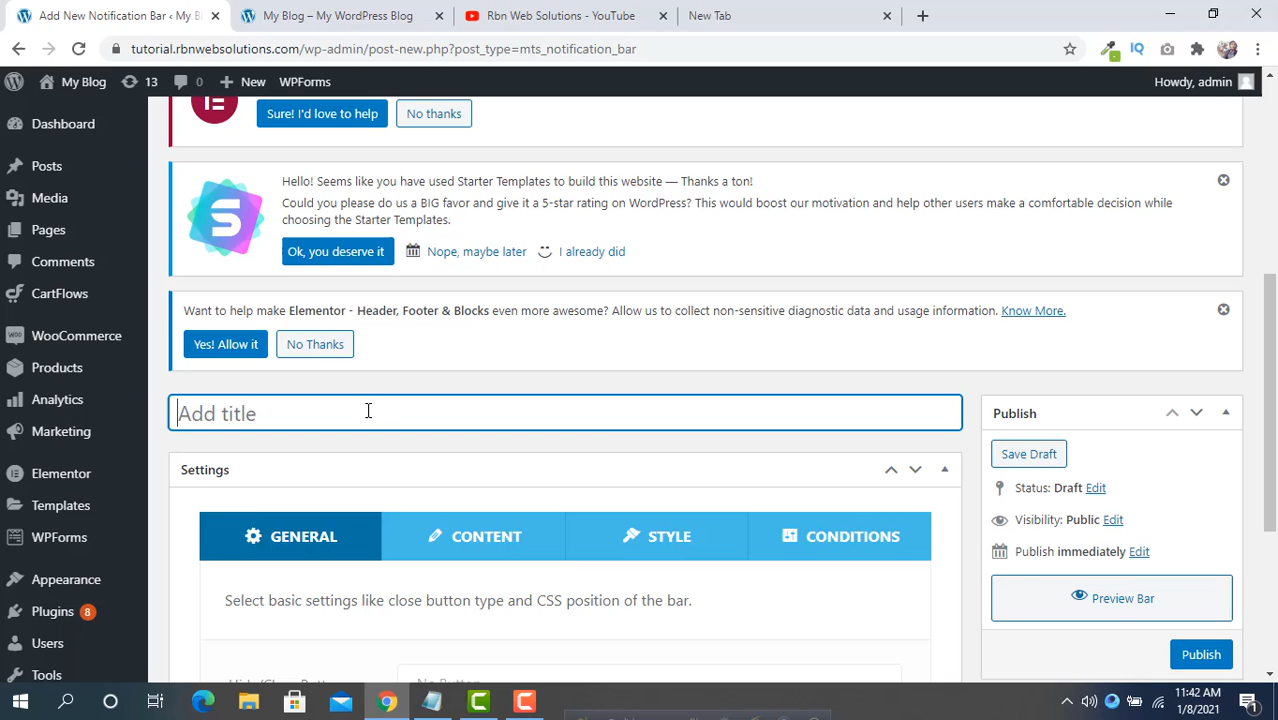 Add New Notification Bar ‹ My B
My Blog – My WordPress Blog
Rbn Web Solutions - YouTube
New Tab
tutorial.rbnwebsolutions.com/wp-admin/post-new.php?post_type=mts_notification_bar
IQ
My Blog
13
0
New
WPForms
Howdy, admin
Dashboard
Posts
Media
Pages
Comments
CartFlows
WooCommerce
Products
Analytics
Marketing
Elementor
Templates
WPForms
Appearance
Plugins 8
Users
Tools
Sure! I'd love to help
No thanks
Hello! Seems like you have used Starter Templates to build this website — Thanks a ton!
Could you please do us a BIG favor and give it a 5-star rating on WordPress? This would boost our motivation and help other users make a comfortable decision while
choosing the Starter Templates.
Ok, you deserve it
Nope, maybe later
I already did
Want to help make Elementor - Header, Footer & Blocks even more awesome? Allow us to collect non-sensitive diagnostic data and usage information. Know More.
Yes! Allow it
No Thanks
Add title
Settings
GENERAL
CONTENT
STYLE
CONDITIONS
Select basic settings like close button type and CSS position of the bar.
No Button
Publish
Save Draft
Status: Draft Edit
Visibility: Public Edit
Publish immediately Edit
Preview Bar
Publish
11:42 AM
1/8/2021
1